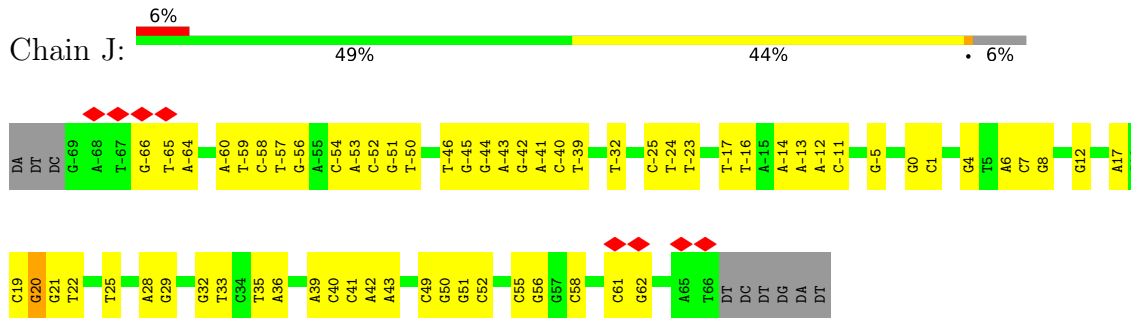 6%
Chain J:
49% 44% • 6%
DA DT DC G-69 A-68 T-67 G-66 T-65 A-64 A-60 T-59 C-58 T-57 G-56 A-55 C-54 A-53 C-52 G-51 T-50 T-46 G-45 G-44 A-43 G-42 A-41 C-40 T-39 T-32 C-25 T-24 T-23 T-17 T-16 A-15 A-14 A-13 A-12 C-11 G-5 G0 C1 G4 T5 A6 C7 G8 G12 A17
C19 G20 G21 T22 T25 A28 G29 G32 T33 C34 T35 A36 A39 C40 C41 A42 A43 C49 G50 G51 C52 C55 G56 G57 C58 C61 G62 A65 T66 DT DC DT DG DA DT